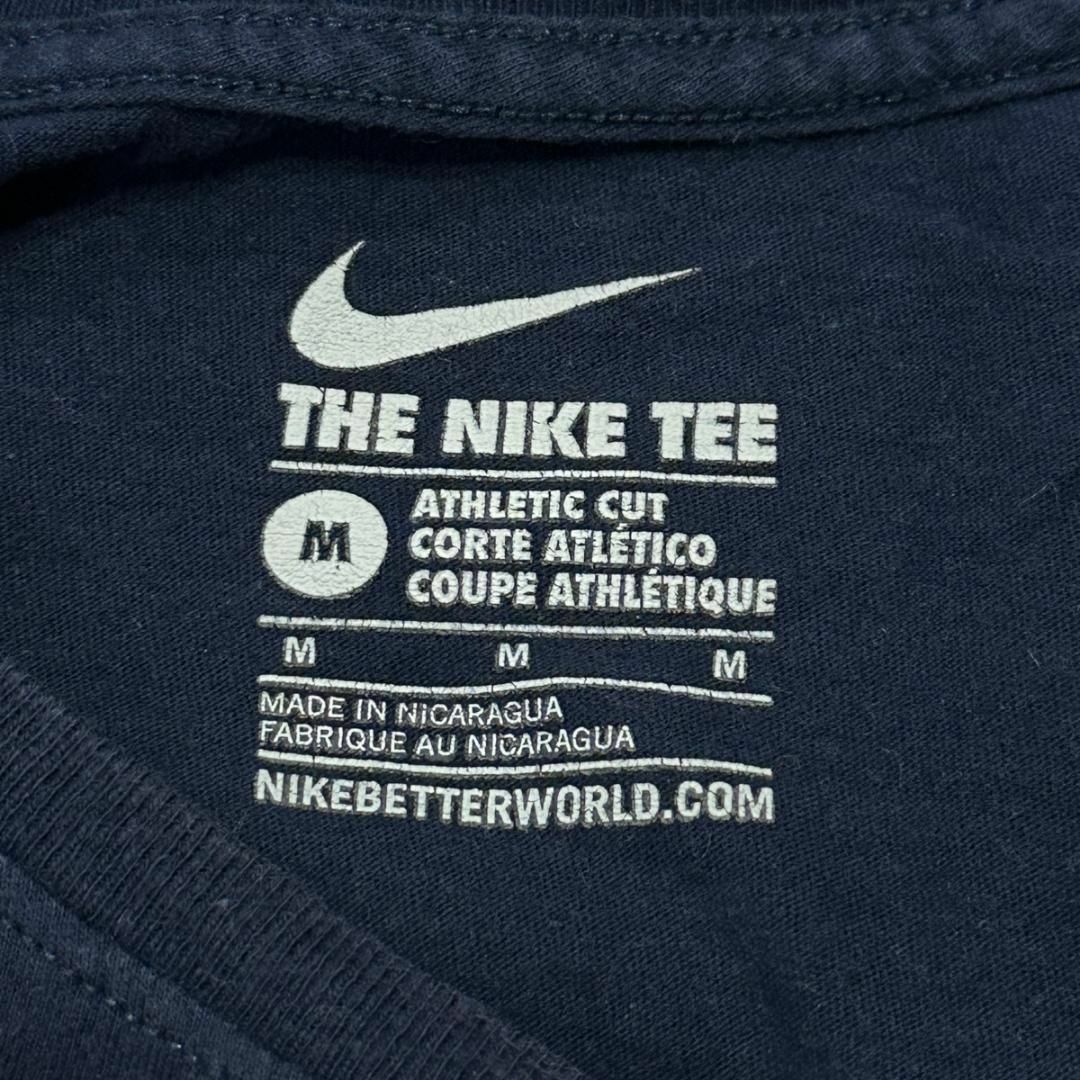 THE NIKE TEE
M
ATHLETIC CUT
CORTE ATLÉTICO
COUPE ATHLÉTIQUE
M M M
MADE IN NICARAGUA
FABRIQUE AU NICARAGUA
NIKEBETTERWORLD.COM